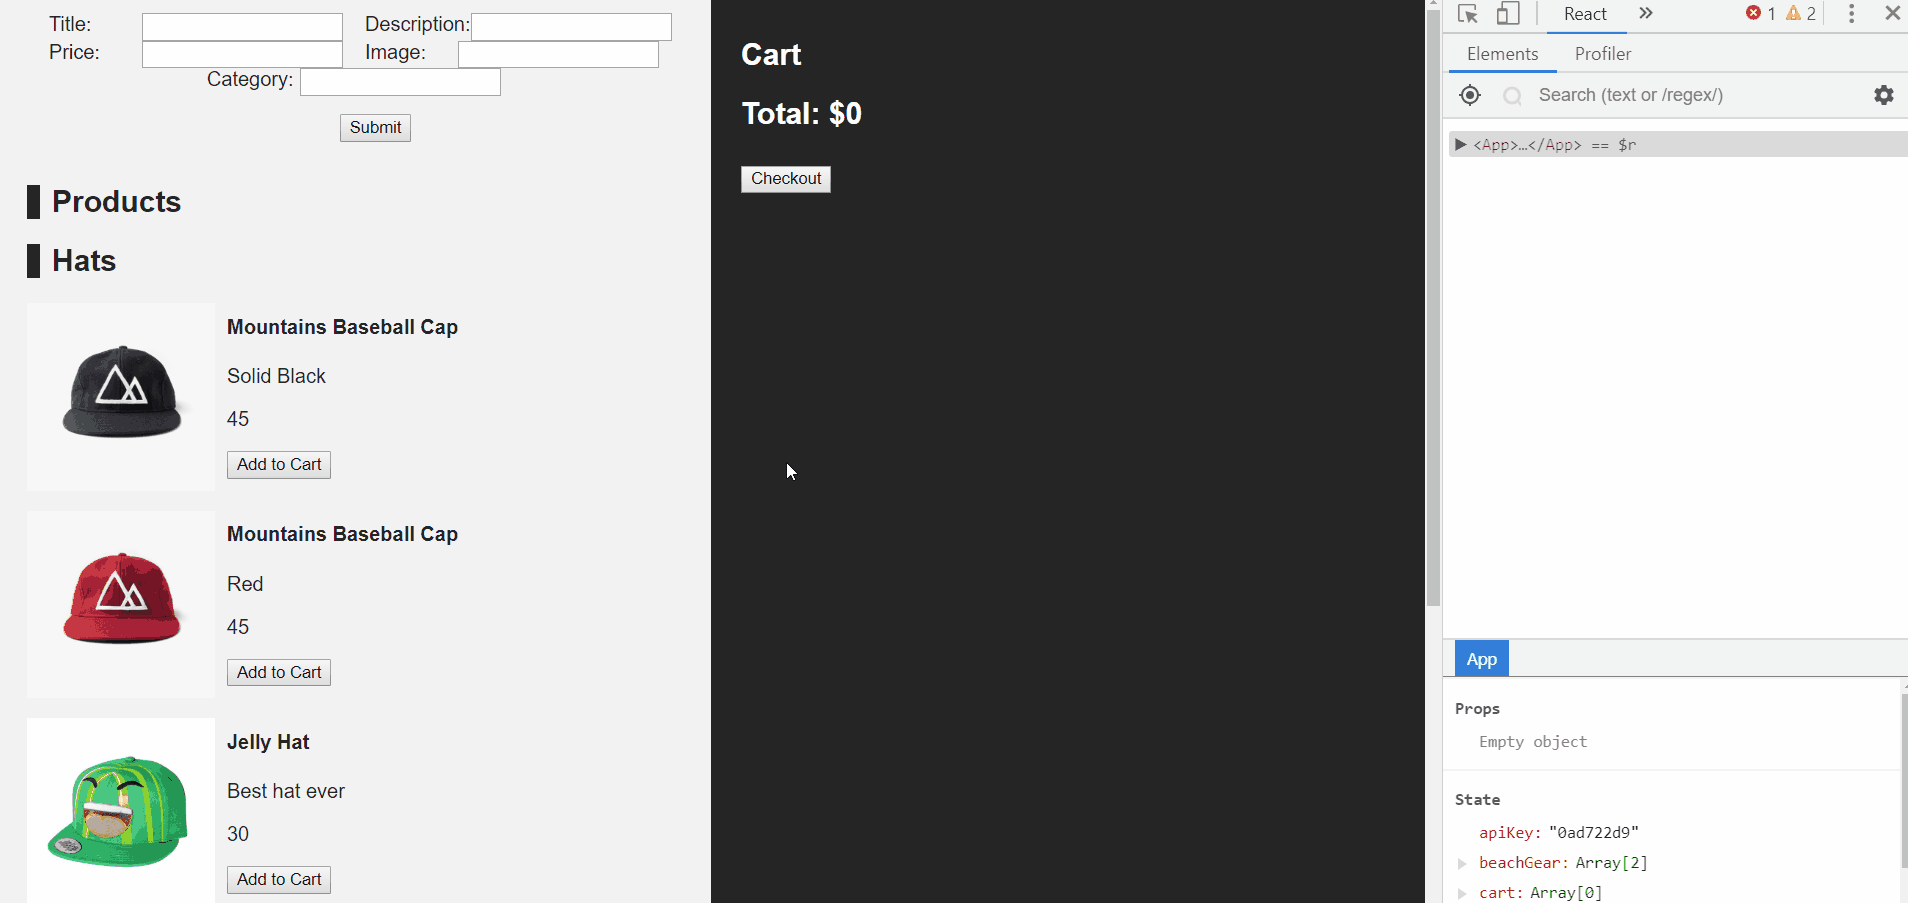 Title:
Description:
Price:
Image:
Category:
Submit
Products
Hats
Mountains Baseball Cap
Solid Black
45
Add to Cart
Mountains Baseball Cap
Red
45
Add to Cart
Jelly Hat
Best hat ever
30
Add to Cart
Cart
Total: $0
Checkout
React » 1 2
Elements Profiler
Search (text or /regex/)
<App>…</App> == $r
App
Props
Empty object
State
apiKey: "0ad722d9"
beachGear: Array[2]
cart: Array[0]